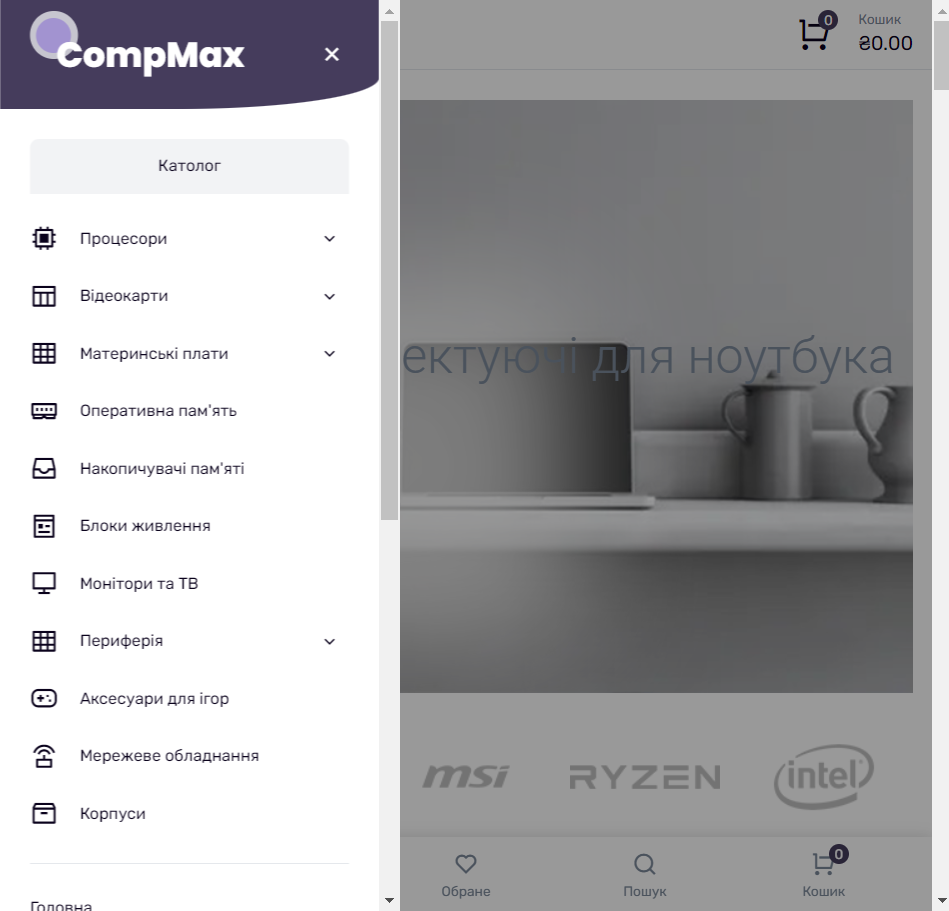 CompMax
0
Кошик
₴0.00
Католог
Процесори
Відеокарти
Материнські плати
Оперативна пам'ять
Накопичувачі пам'яті
Блоки живлення
Монітори та ТВ
Периферія
Аксесуари для ігор
Мережеве обладнання
Корпуси
Головна
ектуючі для ноутбука
msi
RYZEN
intel
Обране
Пошук
0
Кошик